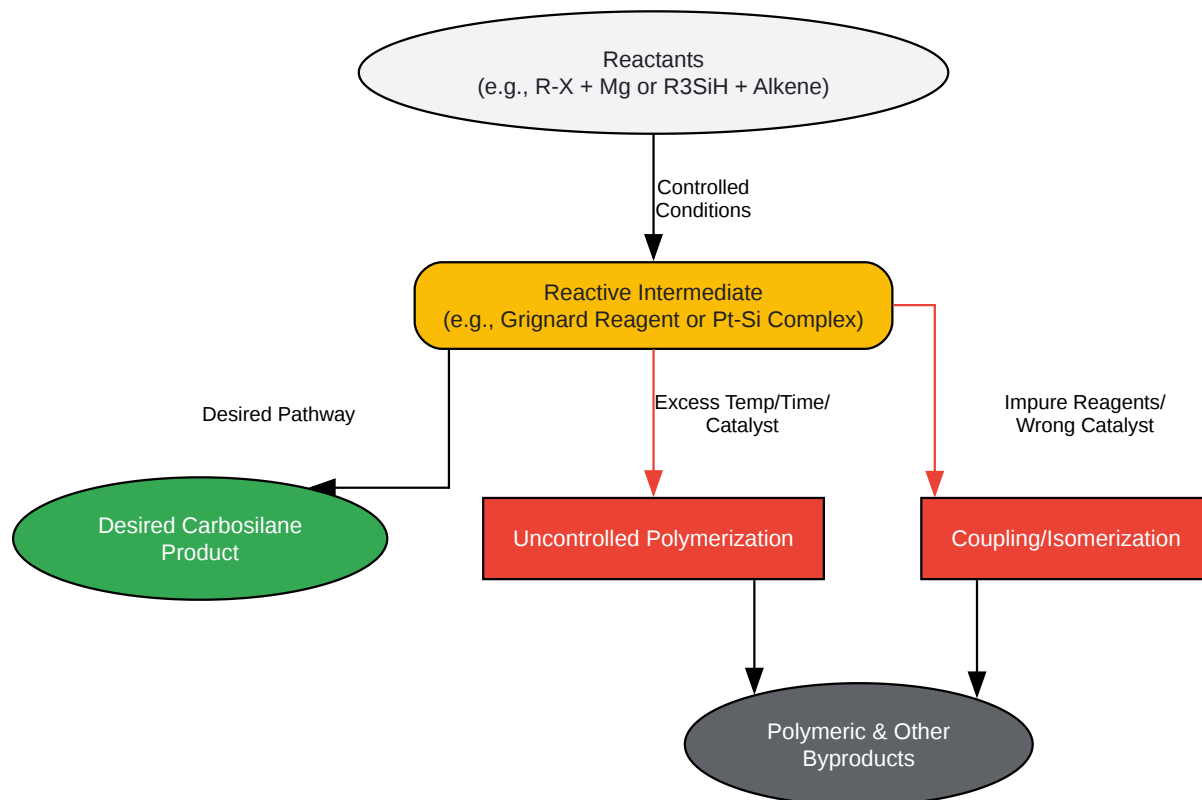 Reactants
(e.g., R-X + Mg or R3SiH + Alkene)
Controlled
Conditions
Reactive Intermediate
(e.g., Grignard Reagent or Pt-Si Complex)
Desired Pathway
Excess Temp/Time/
Catalyst
Impure Reagents/
Wrong Catalyst
Desired Carbosilane
Product
Uncontrolled Polymerization
Coupling/Isomerization
Polymeric & Other
Byproducts